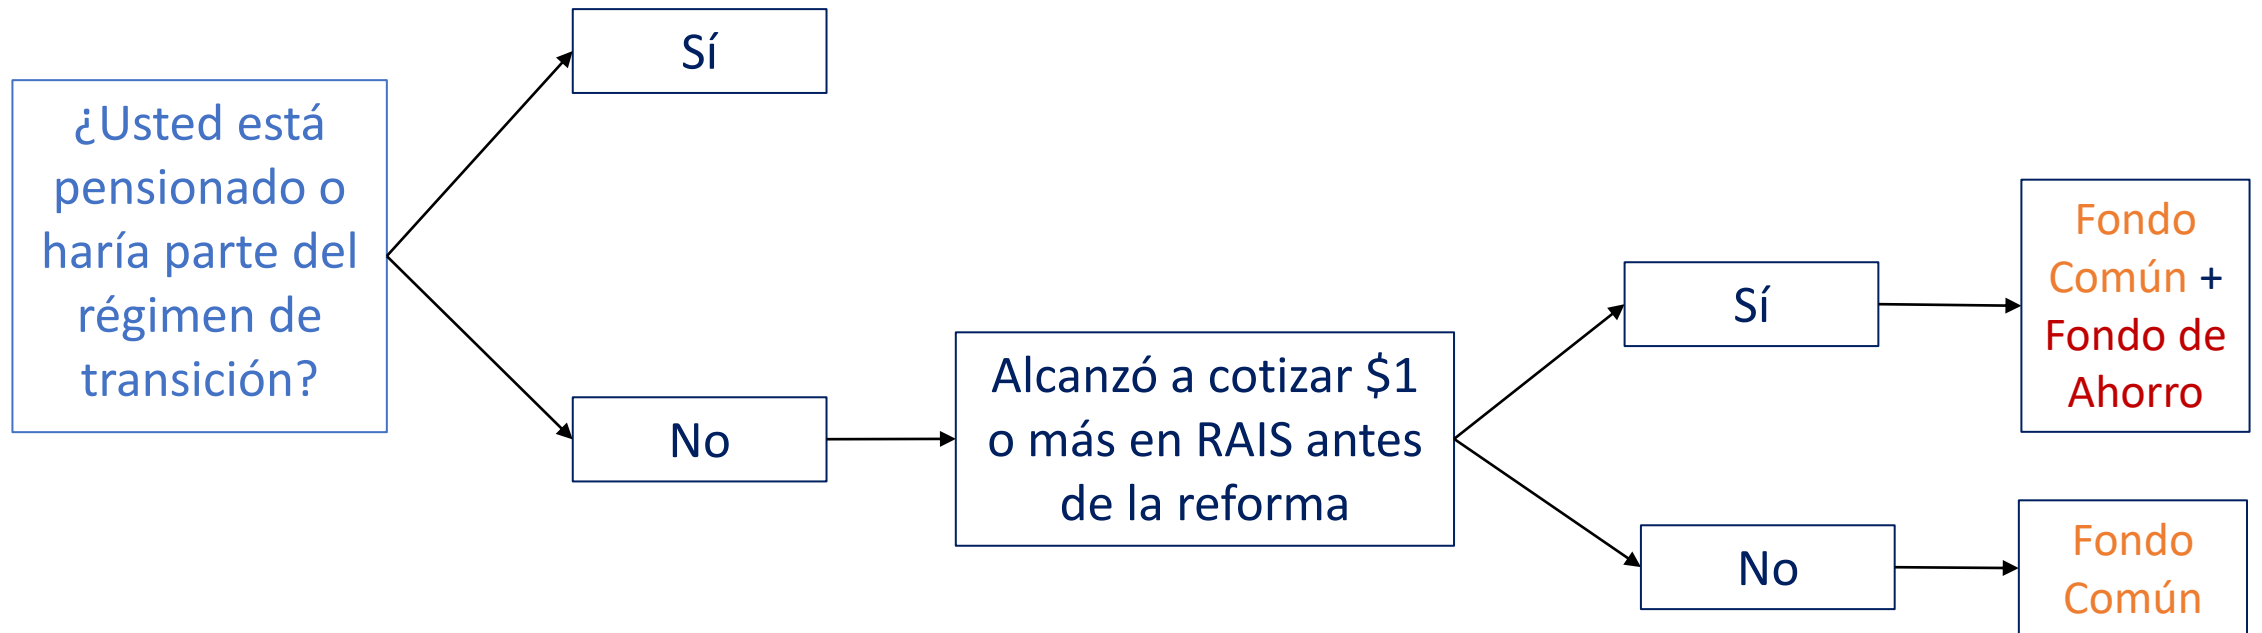 ¿Usted está
pensionado o
haría parte del
régimen de
transición?
Sí
No
Alcanzó a cotizar $1
o más en RAIS antes
de la reforma
Sí
Fondo
Común +
Fondo de
Ahorro
No
Fondo
Común